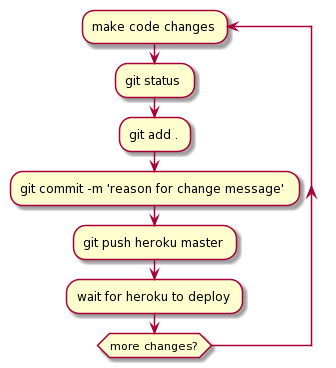 make code changes
git status
git add .
git commit -m 'reason for change message'
git push heroku master
wait for heroku to deploy
more changes?